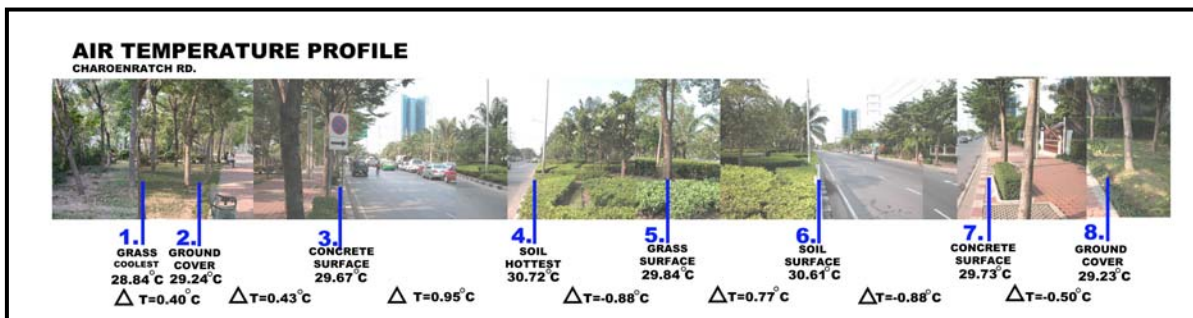 AIR TEMPERATURE PROFILE
CHAROENRATCH RD.
1. 2. 3. 4. 5. 6. 7. 8.
GRASS
COOLEST
28.84°C
GROUND
COVER
29.24°C
CONCRETE
SURFACE
29.67°C
SOIL
HOTTEST
30.72°C
GRASS
SURFACE
29.84°C
SOIL
SURFACE
30.61°C
CONCRETE
SURFACE
29.73°C
GROUND
COVER
29.23°C
△ T=0.40°C △ T=0.43°C △ T=0.95°C △ T=-0.88°C △ T=0.77°C △ T=-0.88°C △ T=-0.50°C